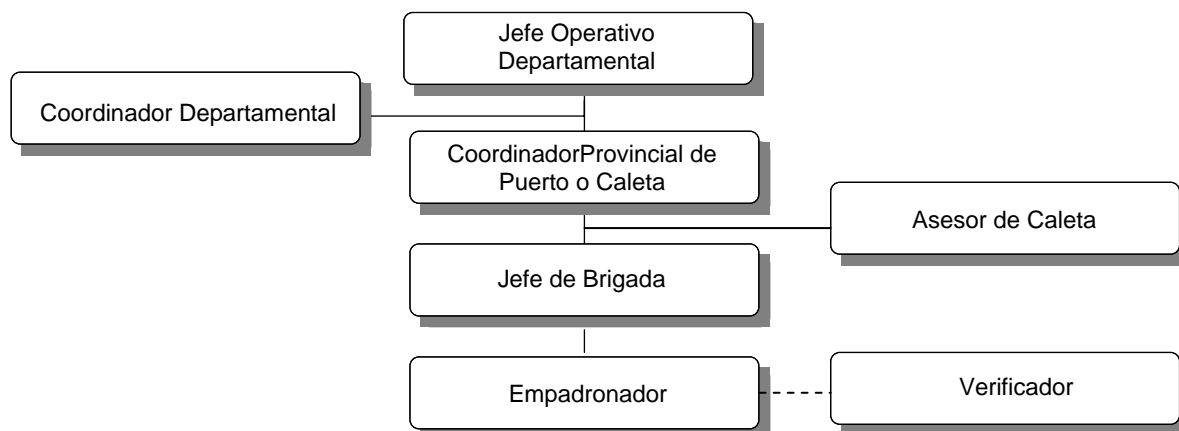 Jefe Operativo
Departamental
Coordinador Departamental
CoordinadorProvincial de
Puerto o Caleta
Asesor de Caleta
Jefe de Brigada
Empadronador
Verificador